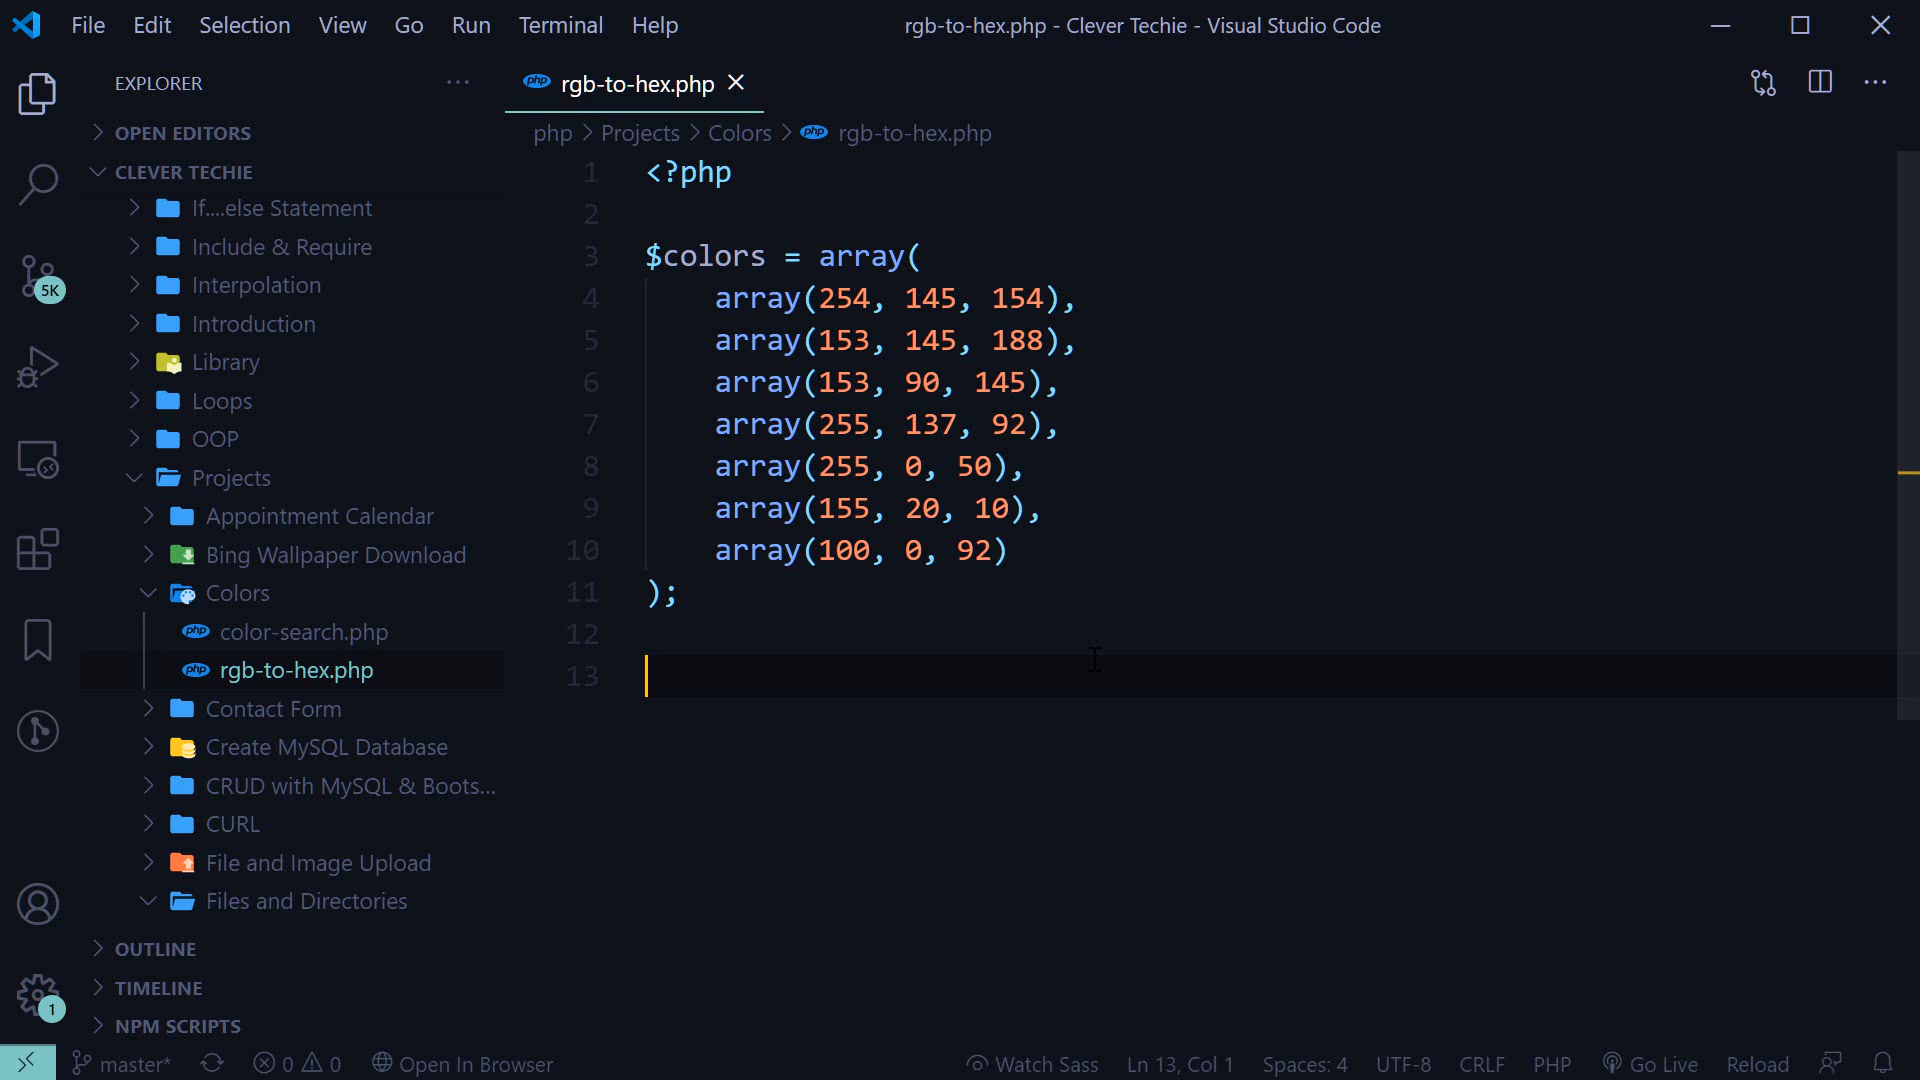 File Edit Selection View Go Run Terminal Help
rgb-to-hex.php - Clever Techie - Visual Studio Code
EXPLORER
OPEN EDITORS
CLEVER TECHIE
If....else Statement
Include & Require
Interpolation
Introduction
Library
Loops
OOP
Projects
Appointment Calendar
Bing Wallpaper Download
Colors
php color-search.php
php rgb-to-hex.php
Contact Form
Create MySQL Database
CRUD with MySQL & Boots...
CURL
File and Image Upload
Files and Directories
OUTLINE
TIMELINE
NPM SCRIPTS
5K
1
php rgb-to-hex.php
php > Projects > Colors > php rgb-to-hex.php
1 <?php
2
3 $colors = array(
4 array(254, 145, 154),
5 array(153, 145, 188),
6 array(153, 90, 145),
7 array(255, 137, 92),
8 array(255, 0, 50),
9 array(155, 20, 10),
10 array(100, 0, 92)
11 );
12
13
master* 0 0 Open In Browser Watch Sass Ln 13, Col 1 Spaces: 4 UTF-8 CRLF PHP Go Live Reload